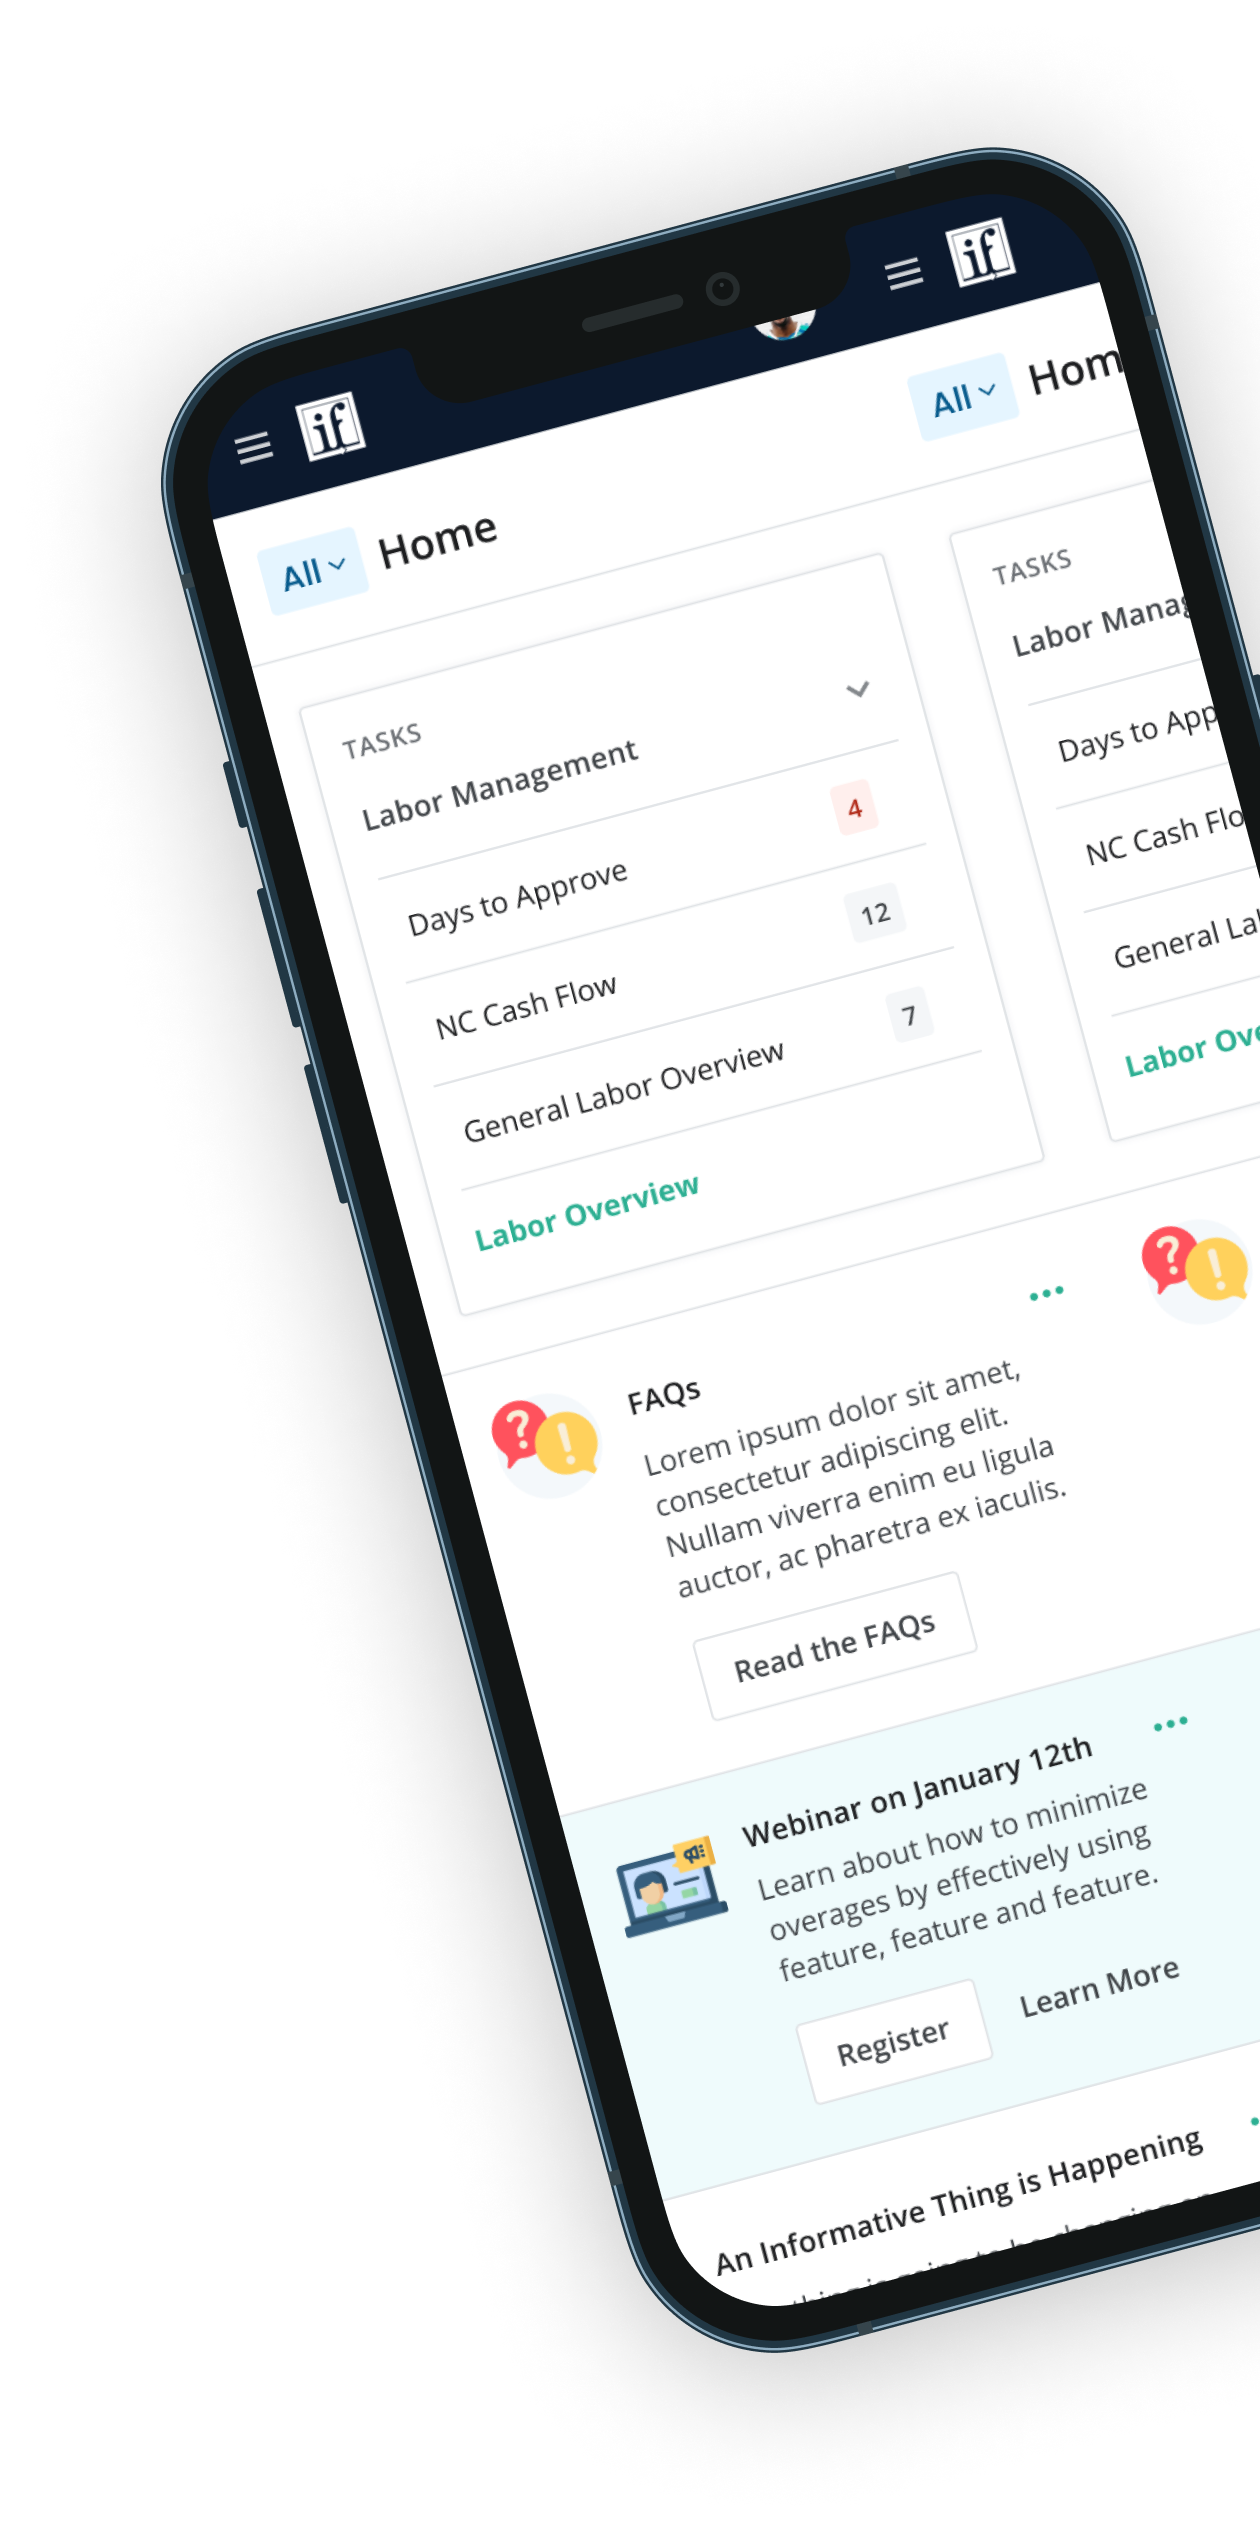 if
if
All
Home
All
Hom
TASKS
Labor Management
Days to Approve
4
NC Cash Flow
12
General Labor Overview
7
Labor Overview
TASKS
Labor Manag
Days to App
NC Cash Flo
General La
Labor Ove
FAQs
Lorem ipsum dolor sit amet,
consectetur adipiscing elit.
Nullam viverra enim eu ligula
auctor, ac pharetra ex iaculis.
Read the FAQs
Webinar on January 12th
Learn about how to minimize
overages by effectively using
feature, feature and feature.
Register
Learn More
An Informative Thing is Happening